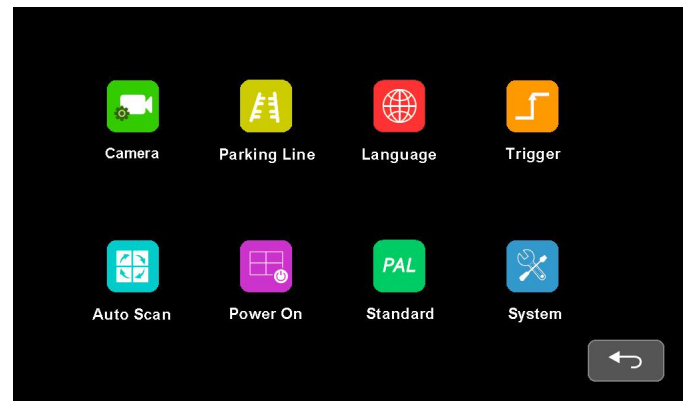 Camera
Parking Line
Language
Trigger
PAL
Auto Scan
Power On
Standard
System